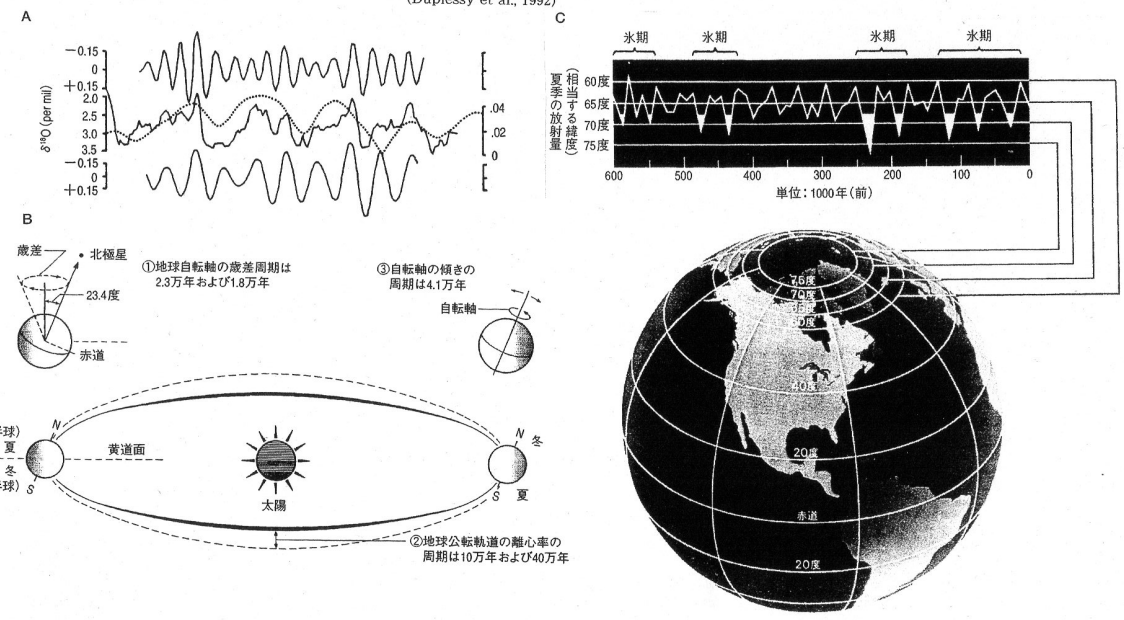 (Duplessy et al., 1992)
A
−0.15
0
+0.15
2.0
2.5
3.0
3.5
δ¹⁸O (per mil)
−0.15
0
+0.15
.04
.02
0
B
歳差
北極星
23.4度
赤道
①地球自転軸の歳差周期は
2.3万年および1.8万年
③自転軸の傾きの
周期は4.1万年
自転軸
球)
夏
冬
球)
N
S
黄道面
太陽
N
冬
S
夏
②地球公転軌道の離心率の
周期は10万年および40万年
C
氷期
氷期
氷期
氷期
夏季の放射量
(相当する緯度)
60度
65度
70度
75度
600
500
400
300
200
100
0
単位:1000年(前)
75度
70度
40度
20度
赤道
20度